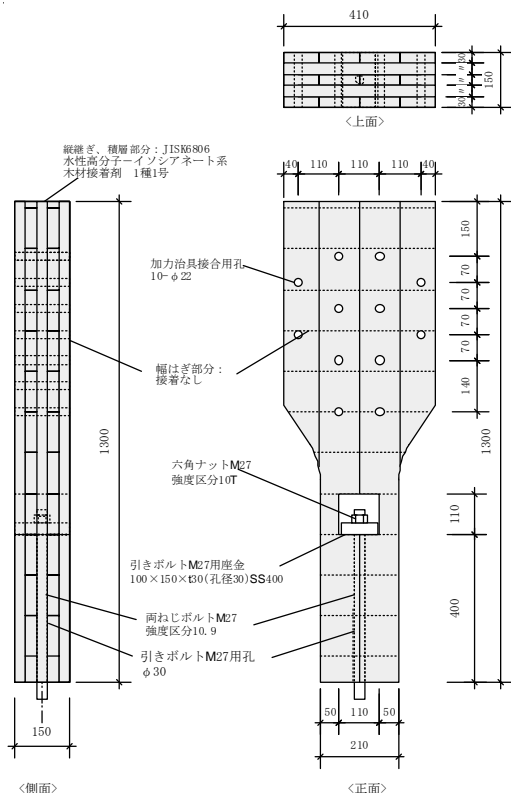 410
30
〃
〃
〃
30
150
<上面>
縦継ぎ、積層部分：JISK6806
水性高分子－イソシアネート系
木材接着剤　1種1号
40 110 110 110 40
加力治具接合用孔
10-φ22
150
70
70
70
70
140
幅はぎ部分：
接着なし
1300
1300
六角ナットM27
強度区分10T
110
引きボルトM27用座金
100×150×t30(孔径30)SS400
400
両ねじボルトM27
強度区分10.9
引きボルトM27用孔
φ30
50 110 50
150
210
<側面>
<正面>